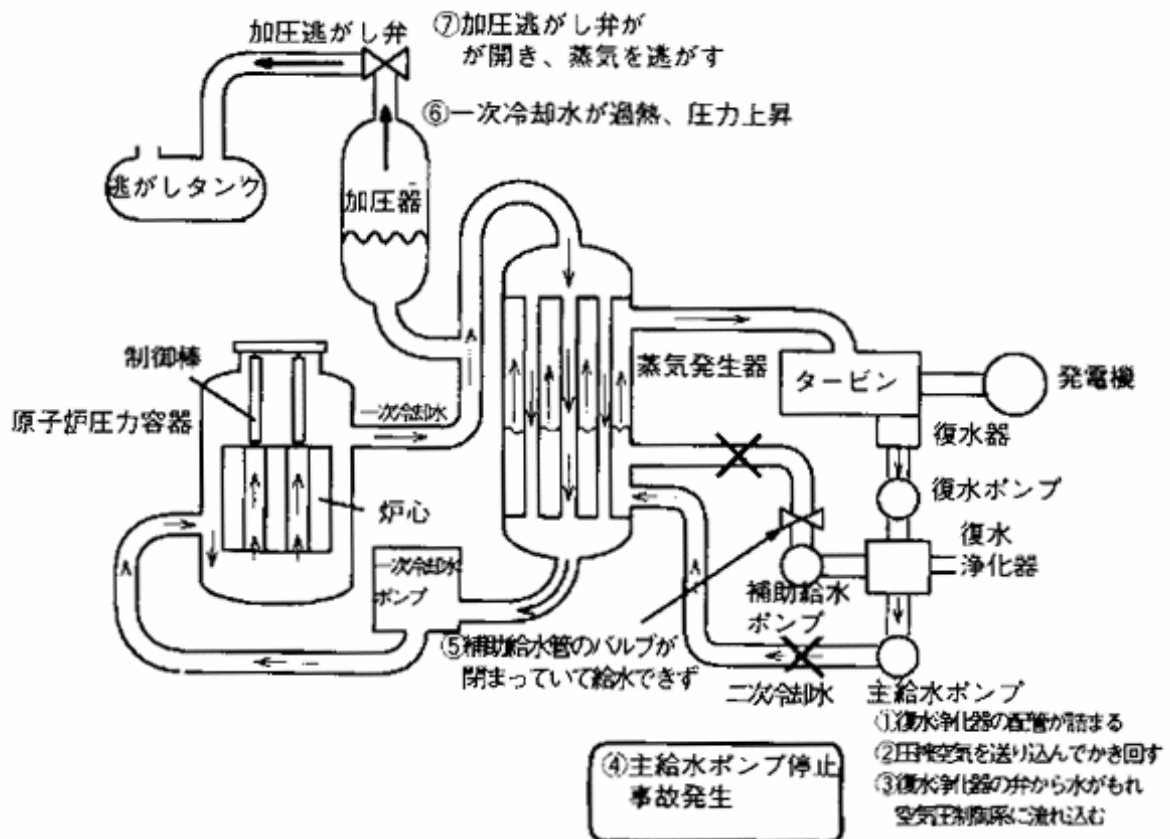 加圧逃がし弁
⑦加圧逃がし弁が
が開き、蒸気を逃がす
⑥一次冷却水が過熱、圧力上昇
逃がしタンク
加圧器
制御棒
原子炉圧力容器
一次冷却水
炉心
蒸気発生器
タービン
発電機
復水器
復水ポンプ
復水
浄化器
一次冷却水
ポンプ
補助給水
ポンプ
⑤補助給水管のバルブが
閉まっていて給水できず
二次冷却水
主給水ポンプ
①復水浄化器の配管が詰まる
②圧搾空気を送り込んでかき回す
③復水浄化器の弁から水がもれ
空気圧制御系に流れ込む
④主給水ポンプ停止
事故発生